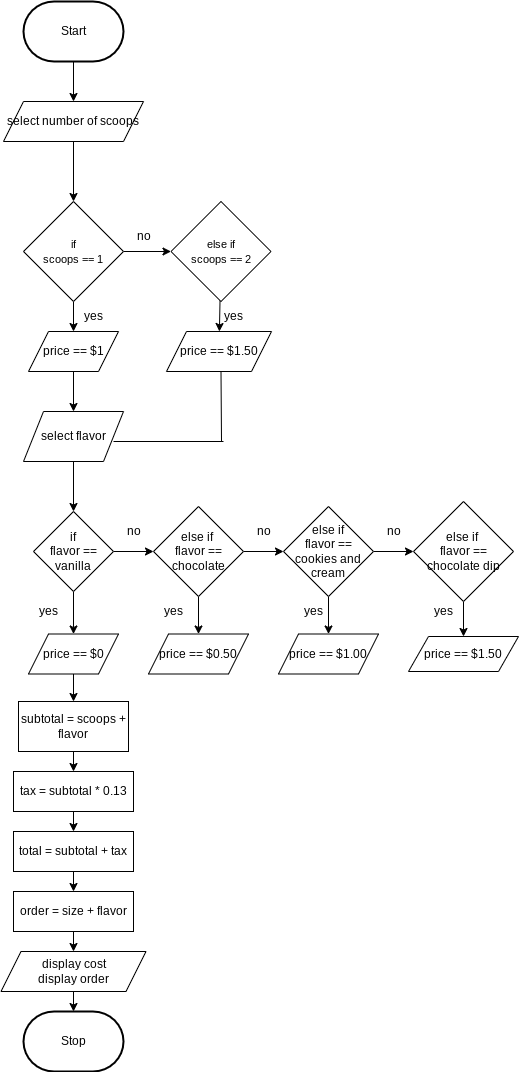 Start
select number of scoops
if
scoops == 1
no
else if
scoops == 2
yes
yes
price == $1
price == $1.50
select flavor
if
flavor ==
vanilla
no
else if
flavor ==
chocolate
no
else if
flavor ==
cookies and
cream
no
else if
flavor ==
chocolate dip
yes
yes
yes
yes
price == $0
price == $0.50
price == $1.00
price == $1.50
subtotal = scoops +
flavor
tax = subtotal * 0.13
total = subtotal + tax
order = size + flavor
display cost
display order
Stop